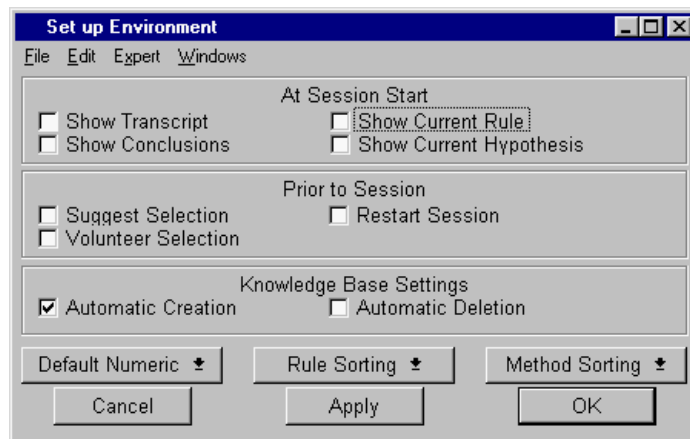 Set up Environment
File Edit Expert Windows
At Session Start
Show Transcript Show Current Rule
Show Conclusions Show Current Hypothesis
Prior to Session
Suggest Selection Restart Session
Volunteer Selection
Knowledge Base Settings
Automatic Creation Automatic Deletion
Default Numeric Rule Sorting Method Sorting
Cancel Apply OK